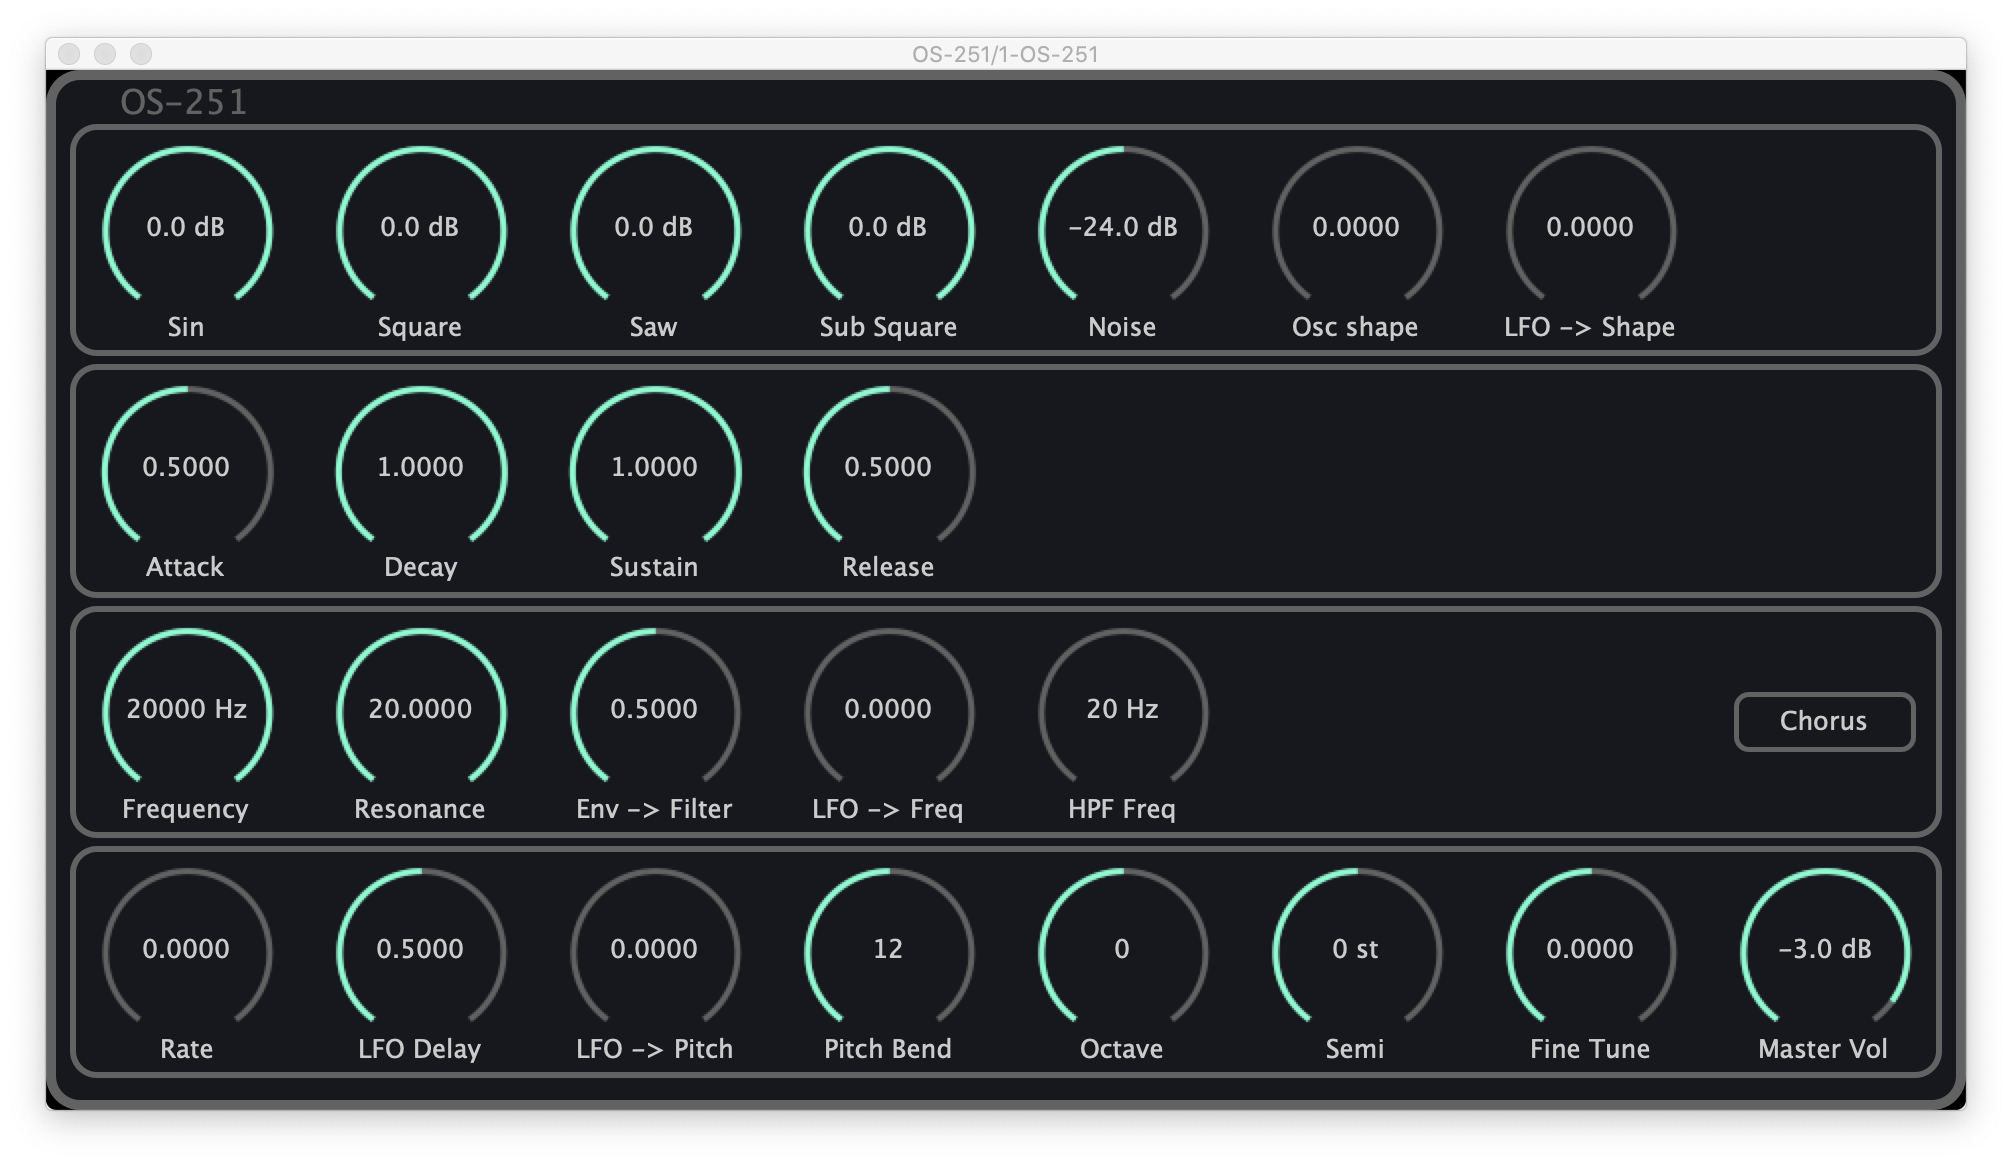 OS-251/1-OS-251
OS-251
0.0 dB 0.0 dB 0.0 dB 0.0 dB -24.0 dB 0.0000 0.0000
Sin Square Saw Sub Square Noise Osc shape LFO -> Shape
0.5000 1.0000 1.0000 0.5000
Attack Decay Sustain Release
20000 Hz 20.0000 0.5000 0.0000 20 Hz
Chorus
Frequency Resonance Env -> Filter LFO -> Freq HPF Freq
0.0000 0.5000 0.0000 12 0 0 st 0.0000 -3.0 dB
Rate LFO Delay LFO -> Pitch Pitch Bend Octave Semi Fine Tune Master Vol